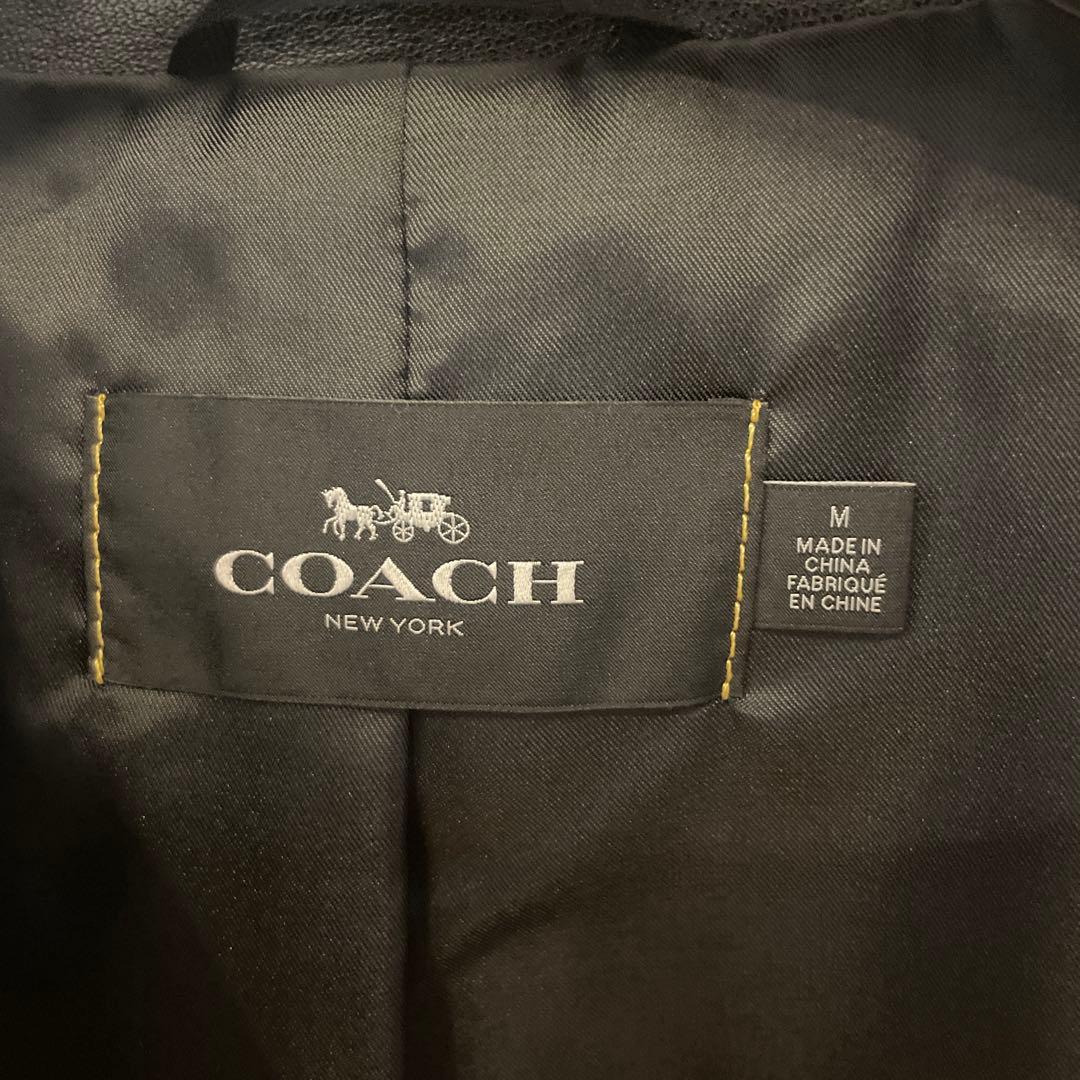 COACH
NEW YORK
M
MADE IN
CHINA
FABRIQUÉ
EN CHINE